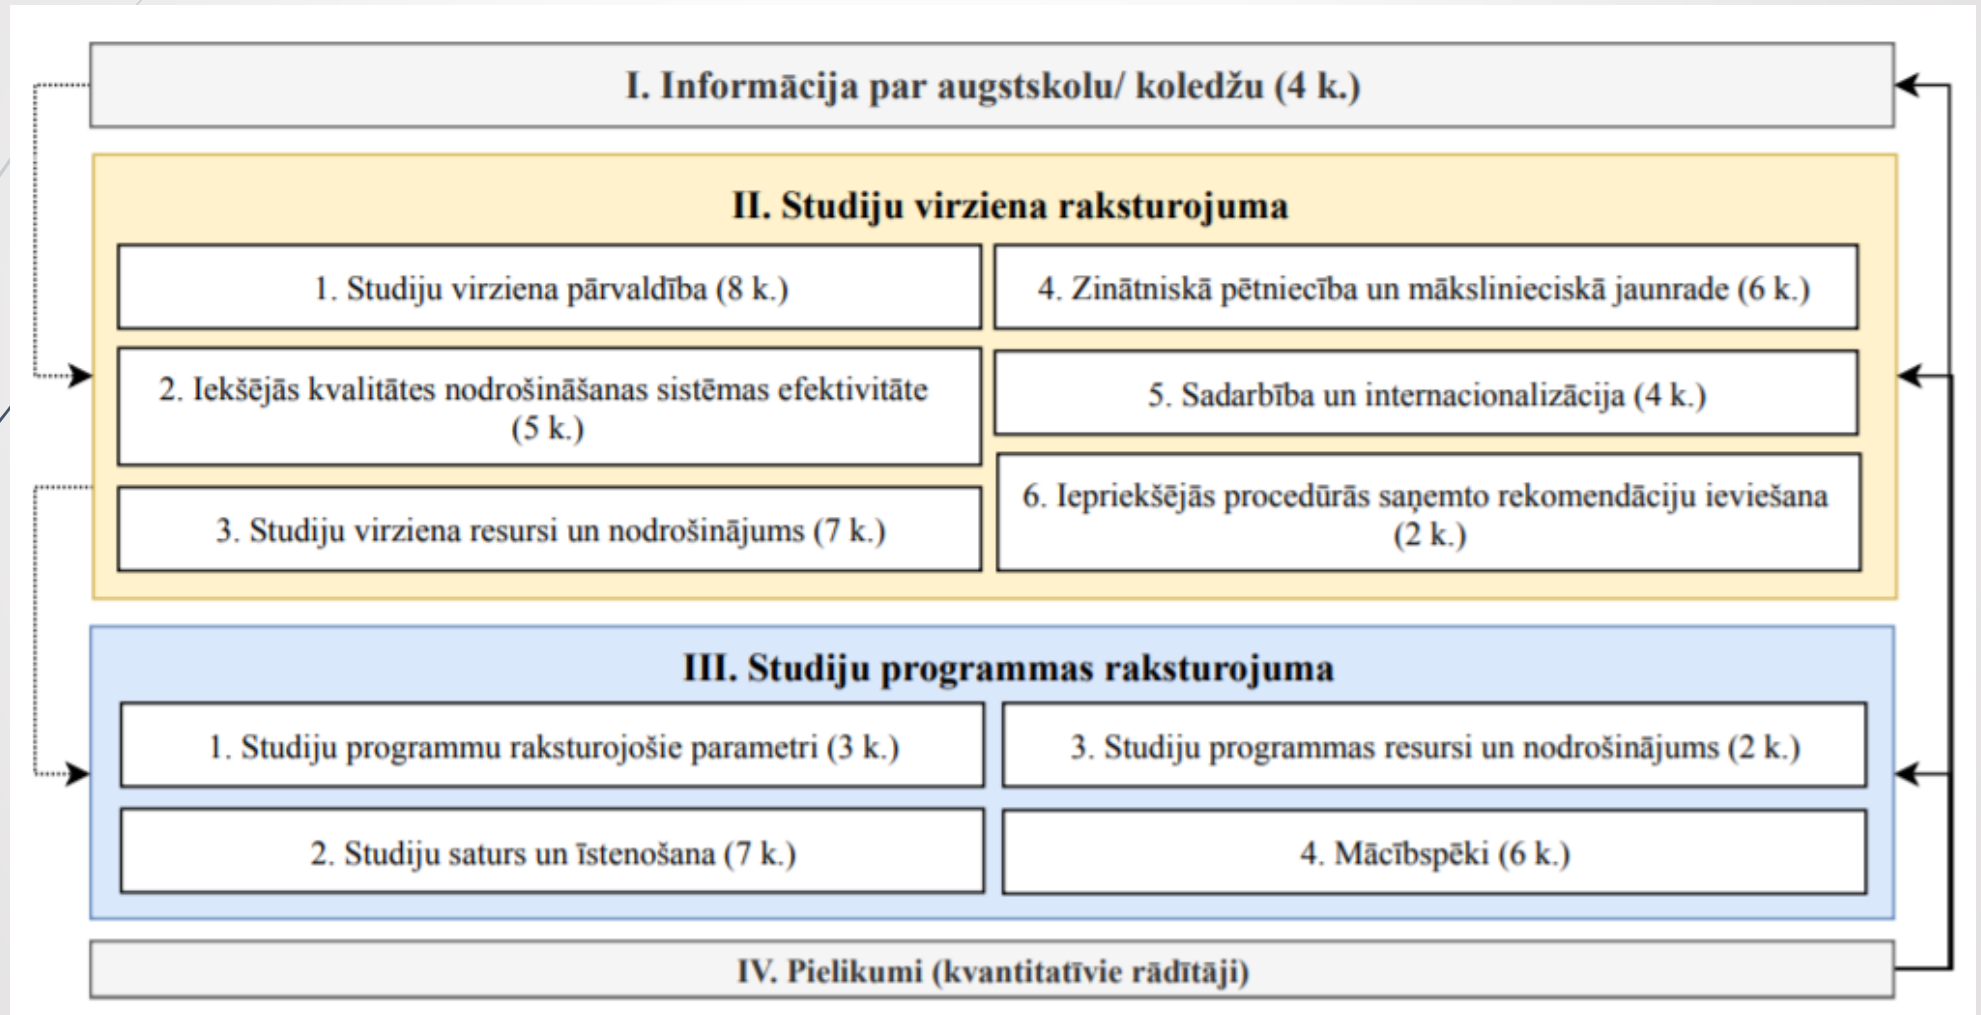 I. Informācija par augstskolu/ koledžu (4 k.)
II. Studiju virziena raksturojuma
1. Studiju virziena pārvaldība (8 k.)
2. Iekšējās kvalitātes nodrošināšanas sistēmas efektivitāte
(5 k.)
3. Studiju virziena resursi un nodrošinājums (7 k.)
4. Zinātniskā pētniecība un mākslinieciskā jaunrade (6 k.)
5. Sadarbība un internacionalizācija (4 k.)
6. Iepriekšējās procedūrās saņemto rekomendāciju ieviešana
(2 k.)
III. Studiju programmas raksturojuma
1. Studiju programmu raksturojošie parametri (3 k.)
2. Studiju saturs un īstenošana (7 k.)
3. Studiju programmas resursi un nodrošinājums (2 k.)
4. Mācībspēki (6 k.)
IV. Pielikumi (kvantitatīvie rādītāji)